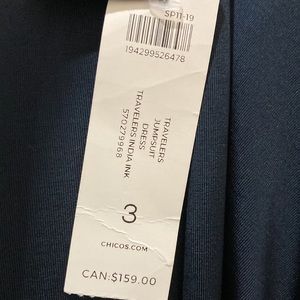 SP11-19
194299526478
TRAVELERS
JUMPSUIT
DRESS
TRAVELERS INDIA INK
570279968
3
CHICOS.COM
CAN:$159.00